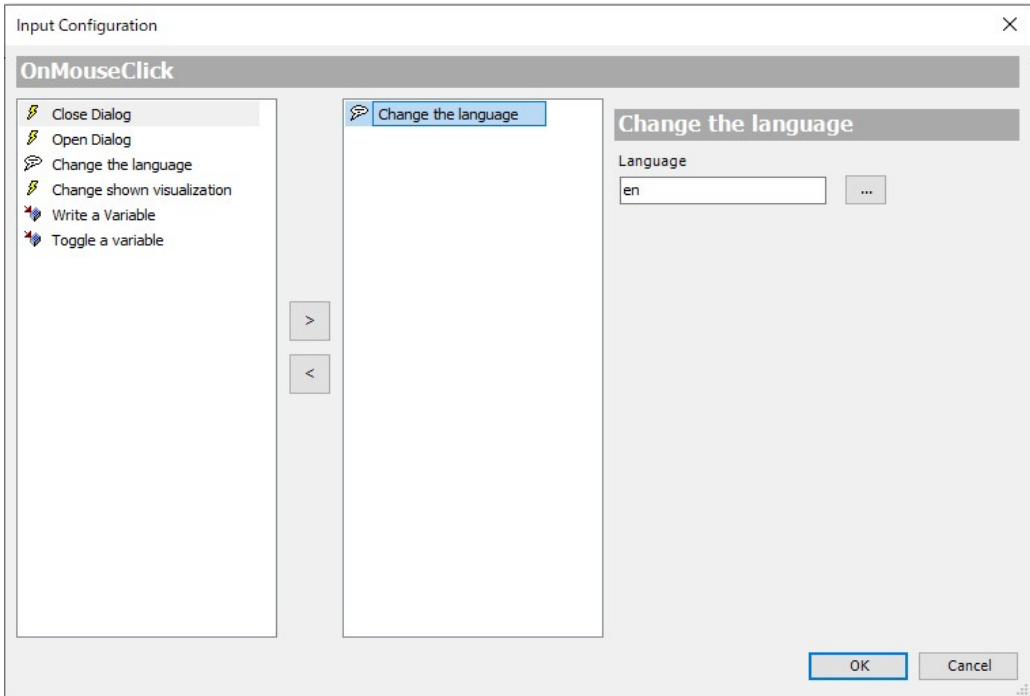 Input Configuration
OnMouseClick
Close Dialog
Open Dialog
Change the language
Change shown visualization
Write a Variable
Toggle a variable
>
<
Change the language
Change the language
Language
en
...
OK
Cancel